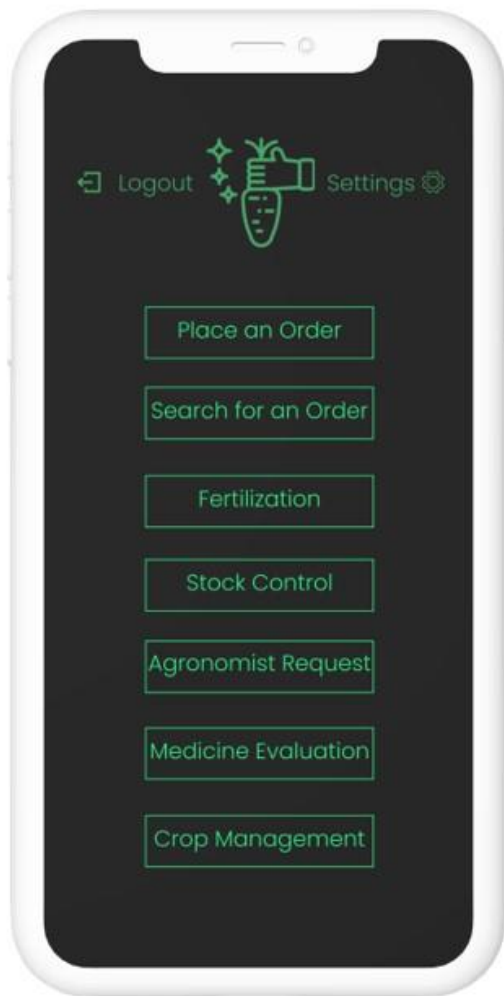 Logout
Settings
Place an Order
Search for an Order
Fertilization
Stock Control
Agronomist Request
Medicine Evaluation
Crop Management